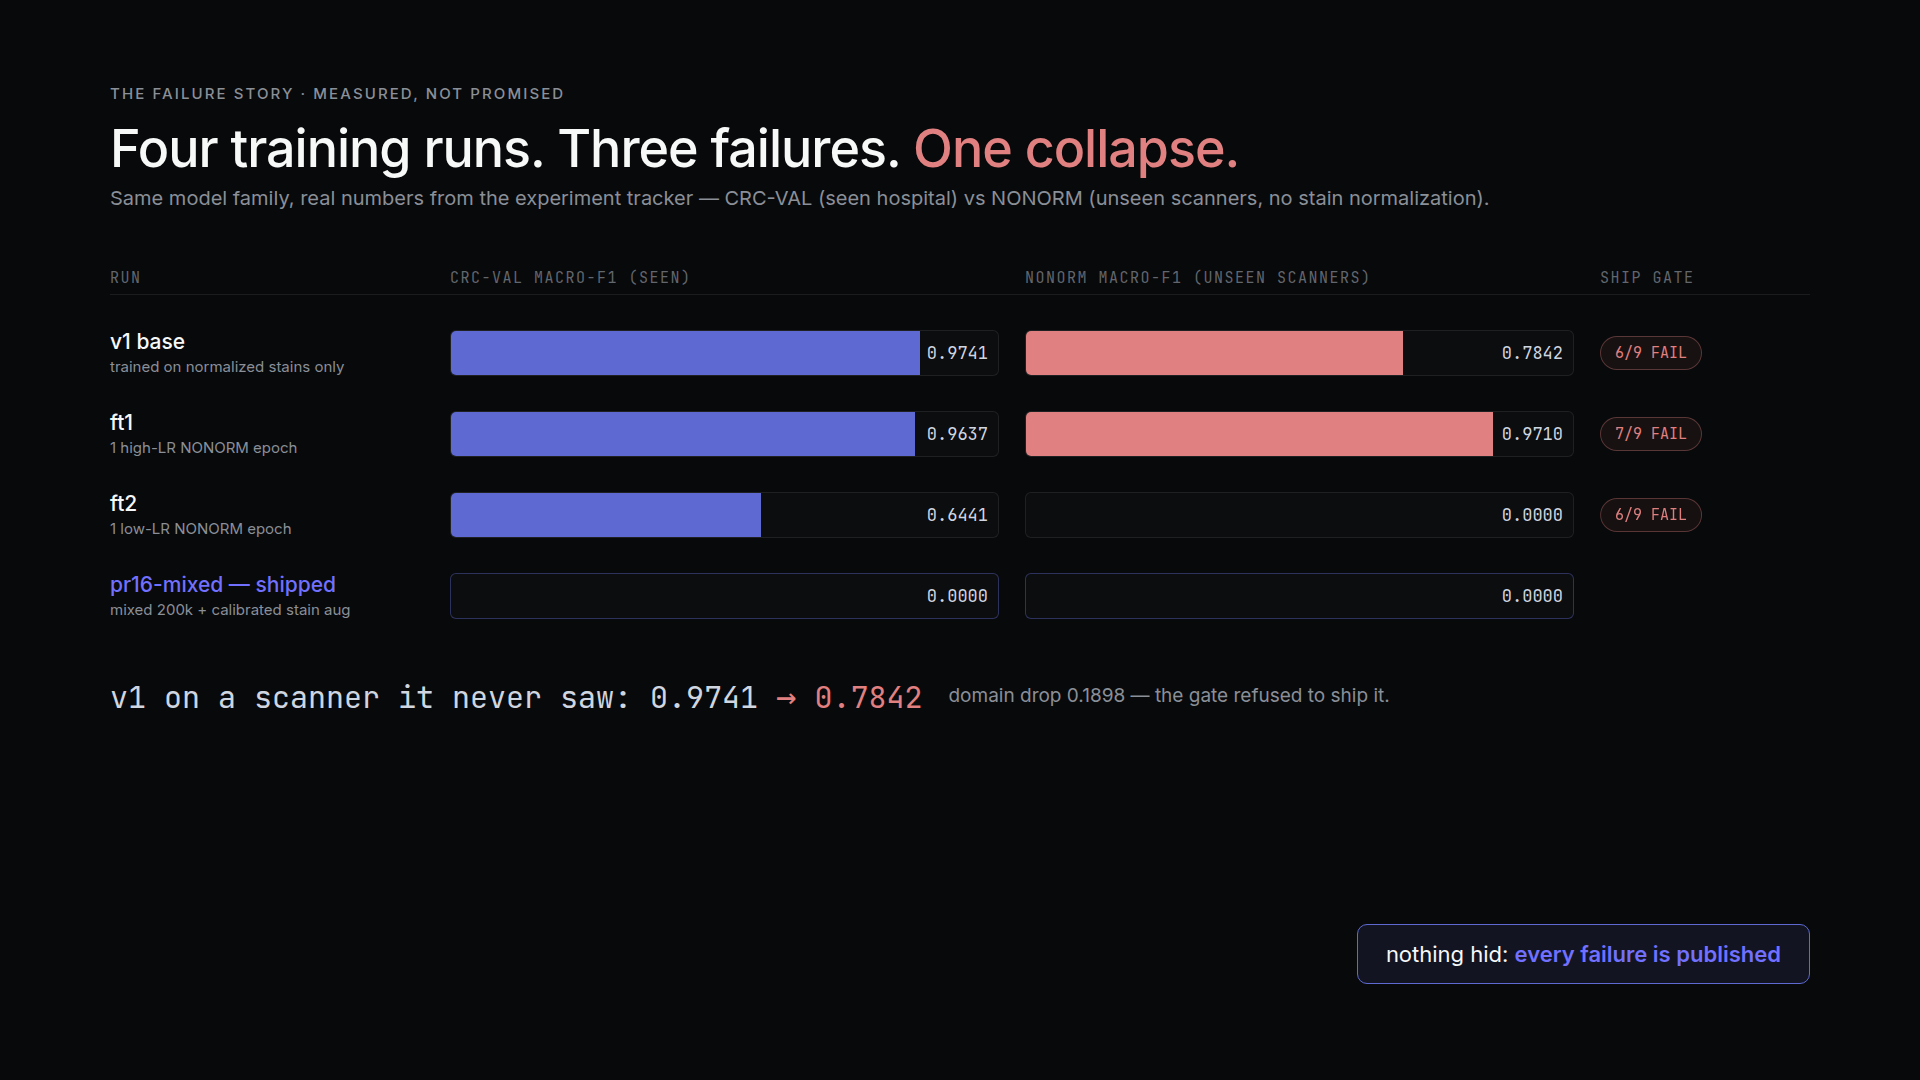 THE FAILURE STORY · MEASURED, NOT PROMISED
Four training runs. Three failures. One collapse.
Same model family, real numbers from the experiment tracker — CRC-VAL (seen hospital) vs NONORM (unseen scanners, no stain normalization).
RUN CRC-VAL MACRO-F1 (SEEN) NONORM MACRO-F1 (UNSEEN SCANNERS) SHIP GATE
v1 base
trained on normalized stains only
0.9741 0.7842 6/9 FAIL
ft1
1 high-LR NONORM epoch
0.9637 0.9710 7/9 FAIL
ft2
1 low-LR NONORM epoch
0.6441 0.0000 6/9 FAIL
pr16-mixed — shipped
mixed 200k + calibrated stain aug
0.0000 0.0000
v1 on a scanner it never saw: 0.9741 → 0.7842 domain drop 0.1898 — the gate refused to ship it.
nothing hid: every failure is published